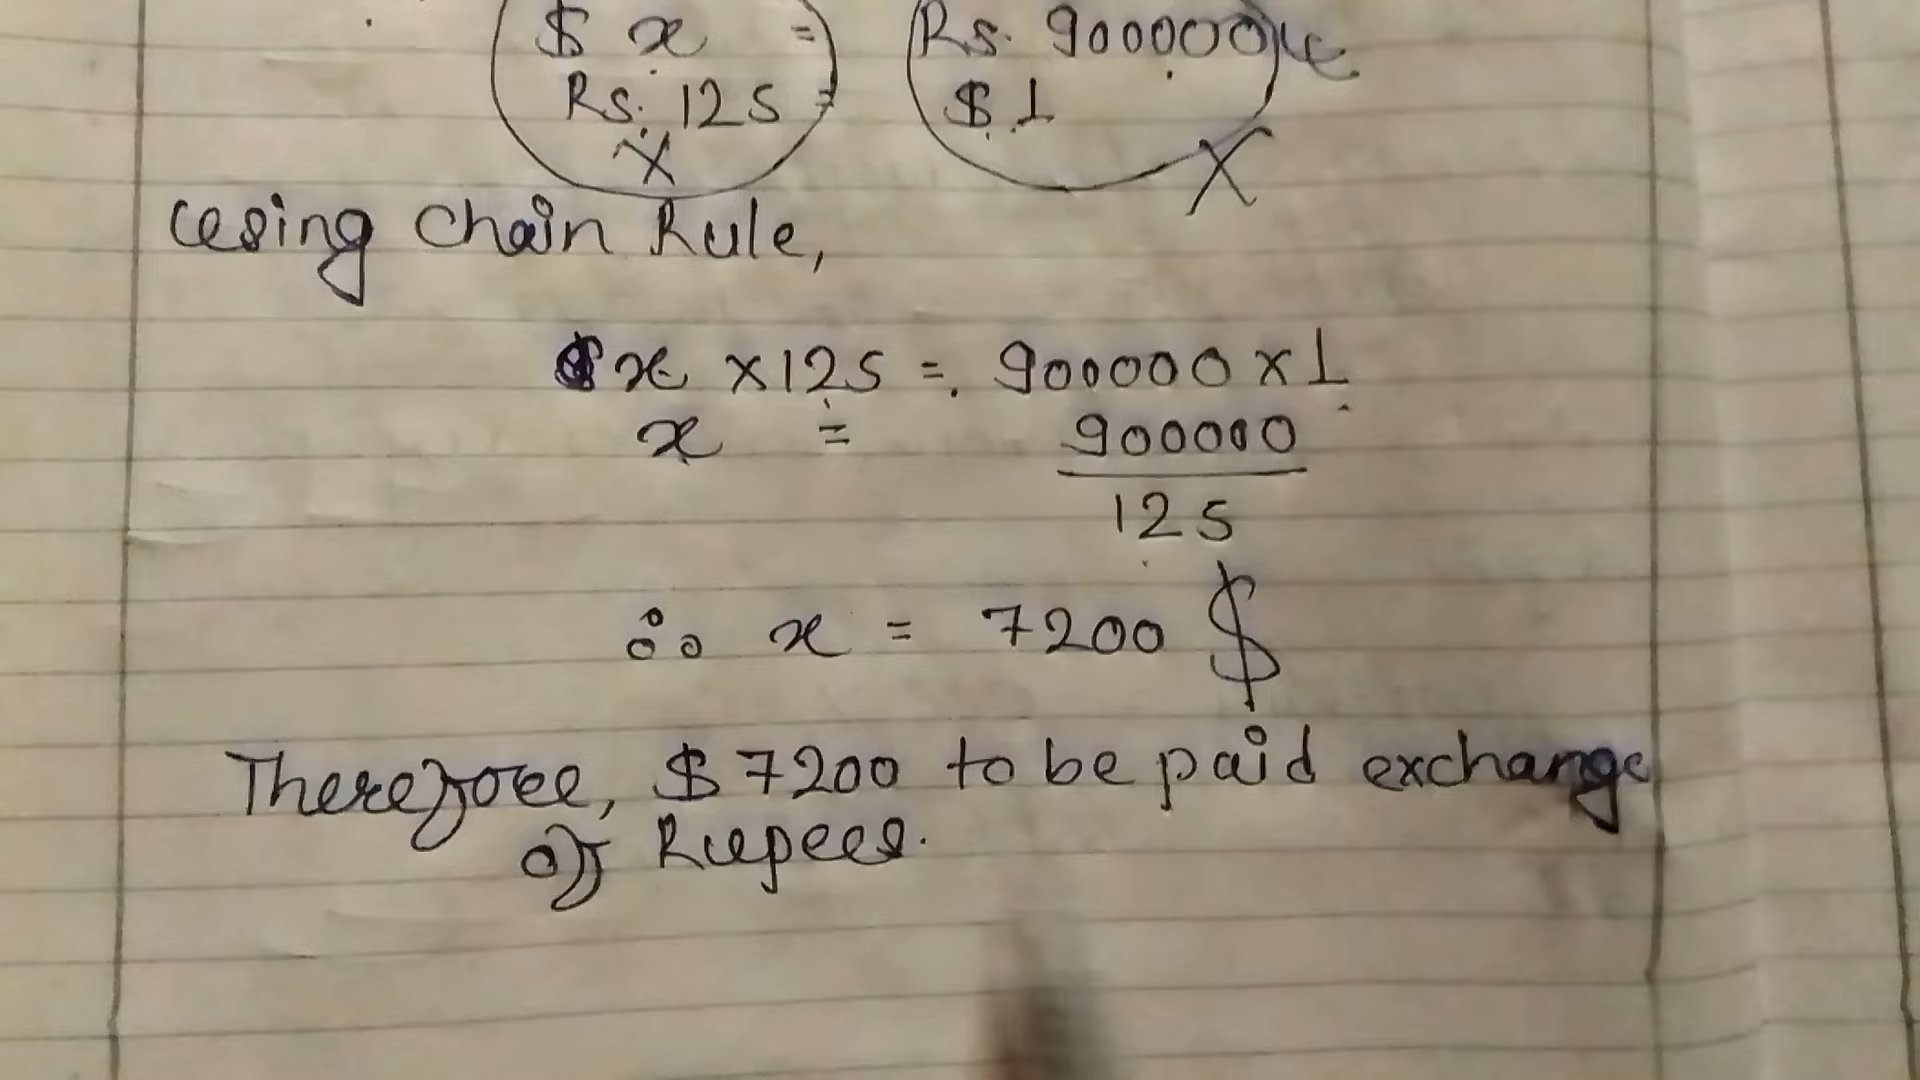 $ x = Rs. 900000
Rs. 125 = $ 1
X X
using Chain Rule,
$x × 125 = 900000 × 1
x = 900000
125
∴ x = 7200 $
Therefore, $ 7200 to be paid exchange
of Rupees.